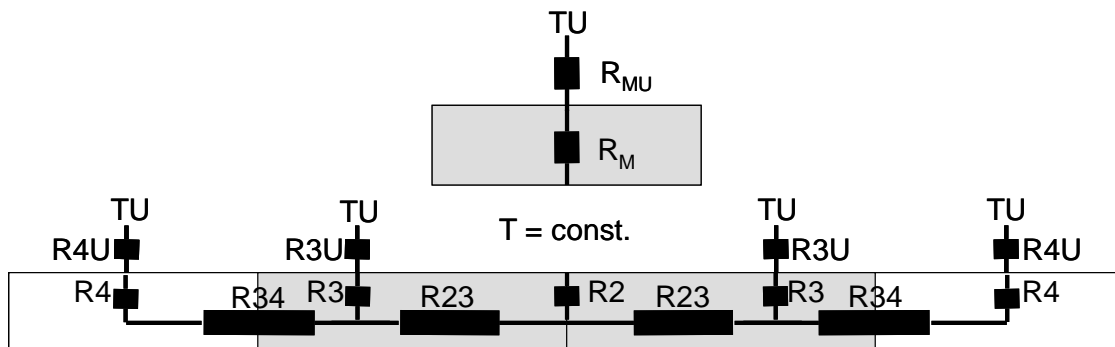 TU
R_MU
R_M
TU TU T = const. TU TU
R4U R3U R3U R4U
R4 R34 R3 R23 R2 R23 R3 R34 R4